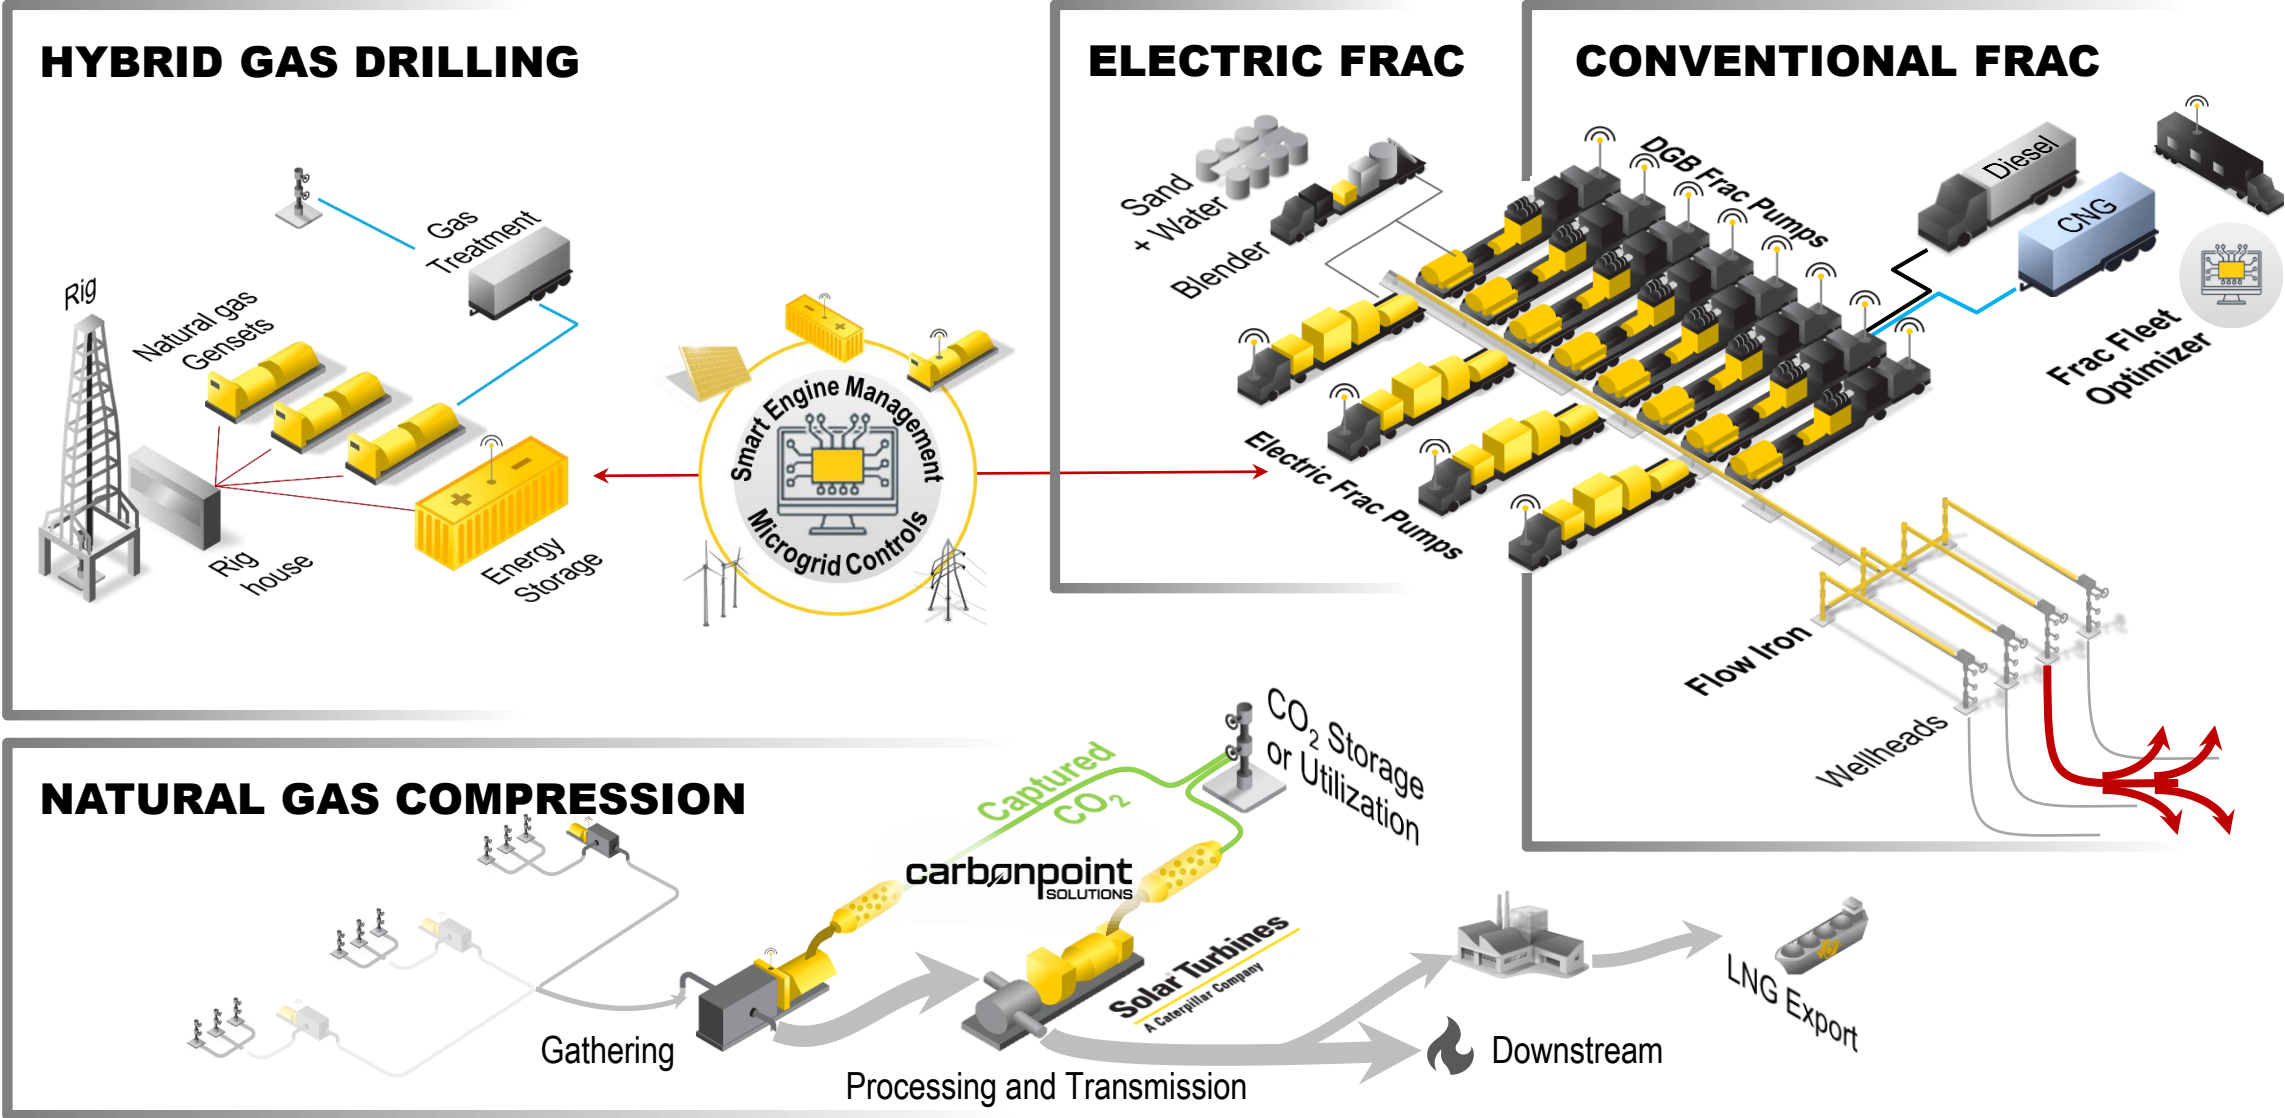 HYBRID GAS DRILLING
Rig
Natural gas
Gensets
Gas
Treatment
Rig
house
Energy
Storage
Smart Engine Management
Microgrid Controls
ELECTRIC FRAC
Sand
+ Water
Blender
Electric Frac Pumps
CONVENTIONAL FRAC
DGB Frac Pumps
Diesel
CNG
Frac Fleet
Optimizer
Flow Iron
Wellheads
NATURAL GAS COMPRESSION
Captured
CO₂
CO₂ Storage
or Utilization
carbonpoint
SOLUTIONS
Solar Turbines
A Caterpillar Company
Gathering
Processing and Transmission
Downstream
LNG Export